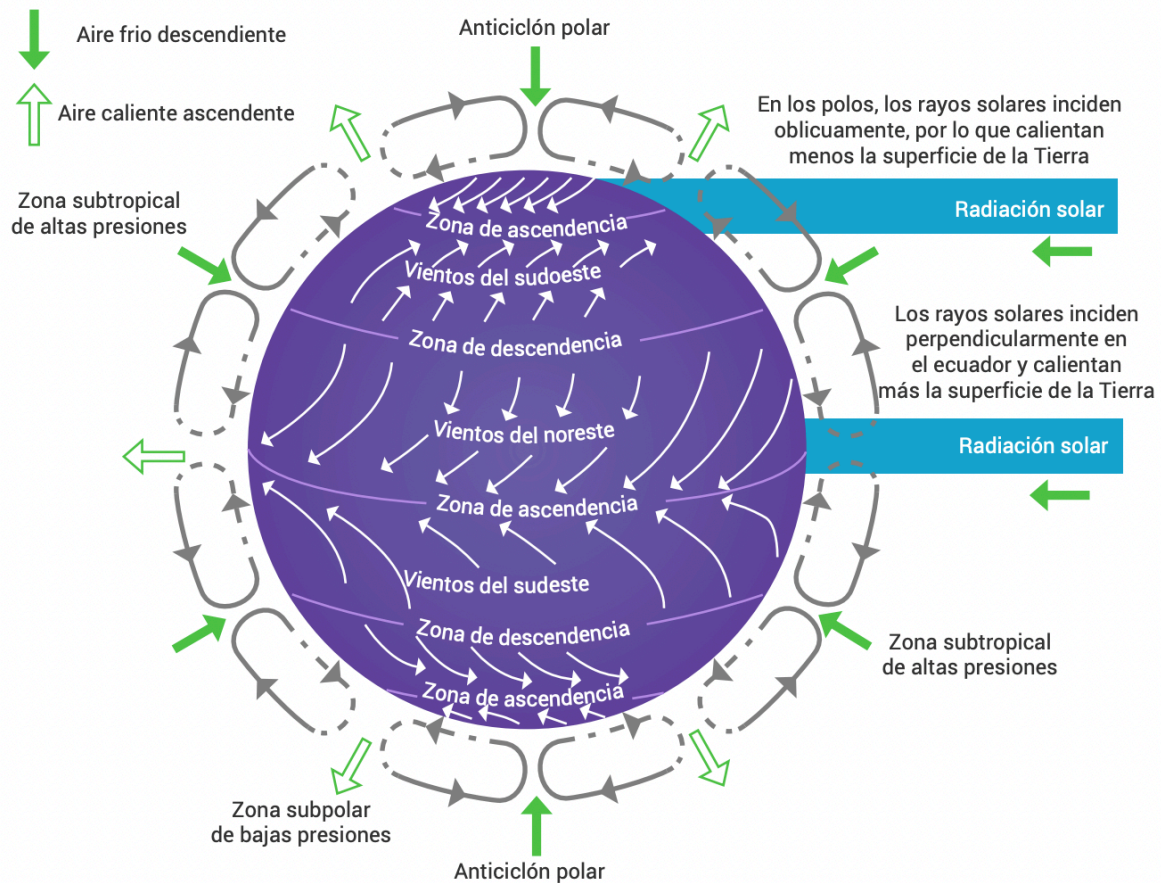 Aire frio descendiente
Aire caliente ascendente
Anticiclón polar
En los polos, los rayos solares inciden
oblicuamente, por lo que calientan
menos la superficie de la Tierra
Radiación solar
Zona subtropical
de altas presiones
Zona de ascendencia
Vientos del sudoeste
Zona de descendencia
Los rayos solares inciden
perpendicularmente en
el ecuador y calientan
más la superficie de la Tierra
Radiación solar
Vientos del noreste
Zona de ascendencia
Vientos del sudeste
Zona de descendencia
Zona subtropical
de altas presiones
Zona de ascendencia
Zona subpolar
de bajas presiones
Anticiclón polar